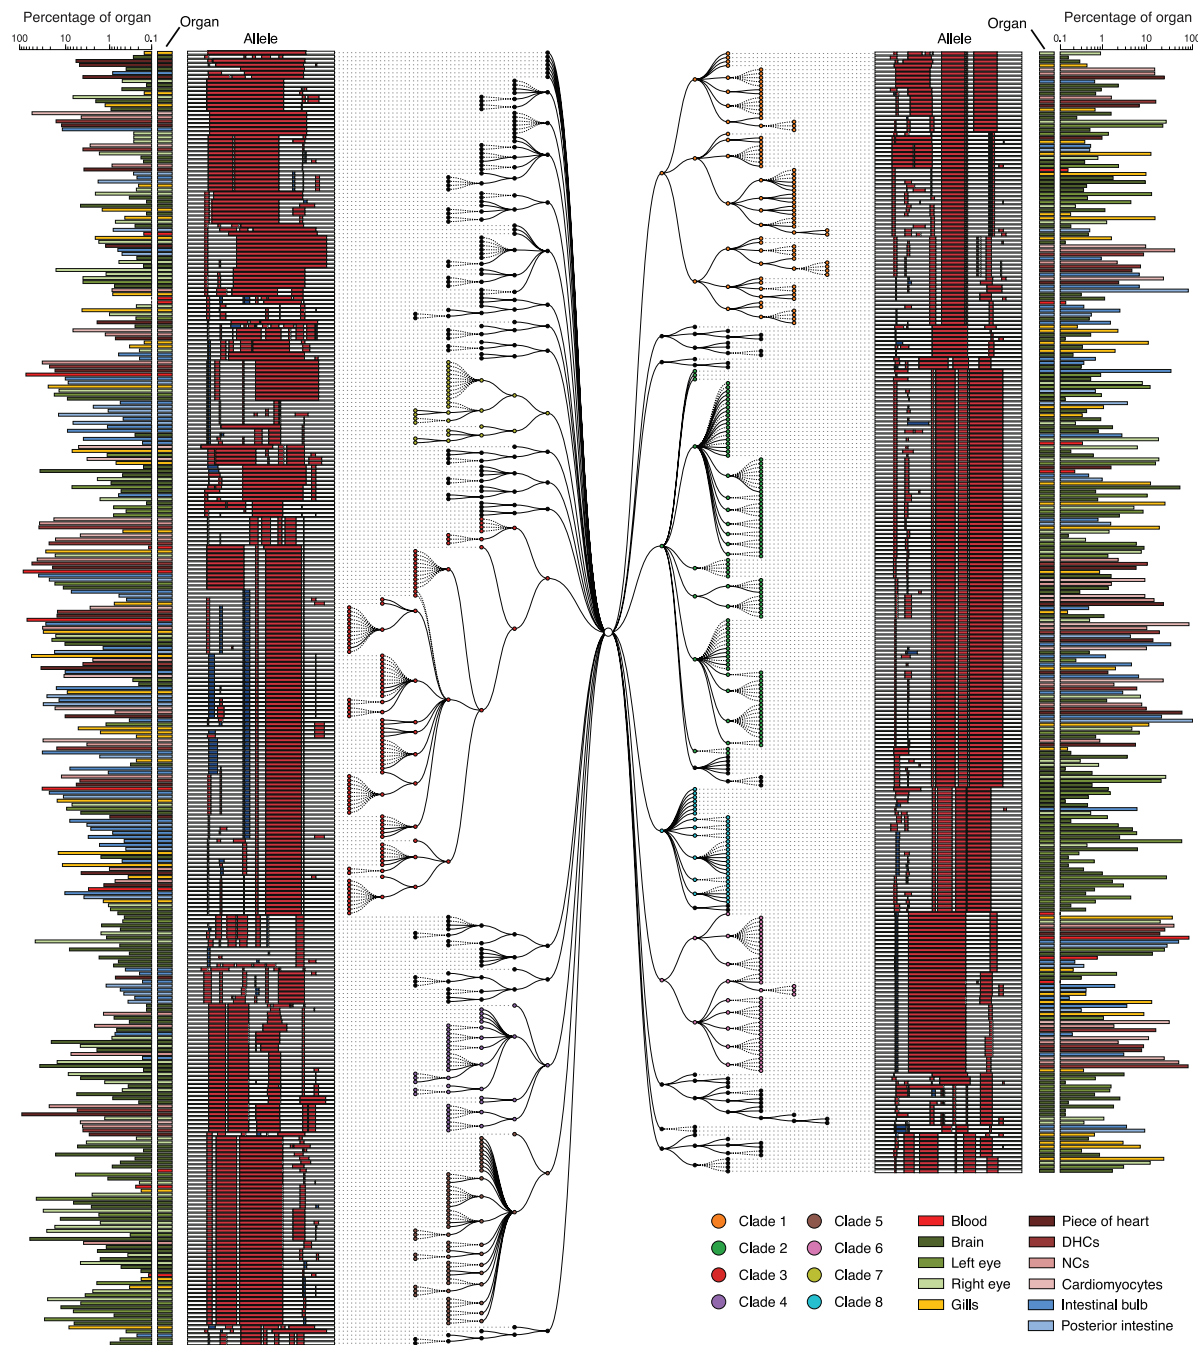 Percentage of organ
Organ
100 10 1 0.1
Allele
Organ
Percentage of organ
Allele
0.1 1 10 100
Clade 1
Clade 2
Clade 3
Clade 4
Clade 5
Clade 6
Clade 7
Clade 8
Blood
Brain
Left eye
Right eye
Gills
Piece of heart
DHCs
NCs
Cardiomyocytes
Intestinal bulb
Posterior intestine